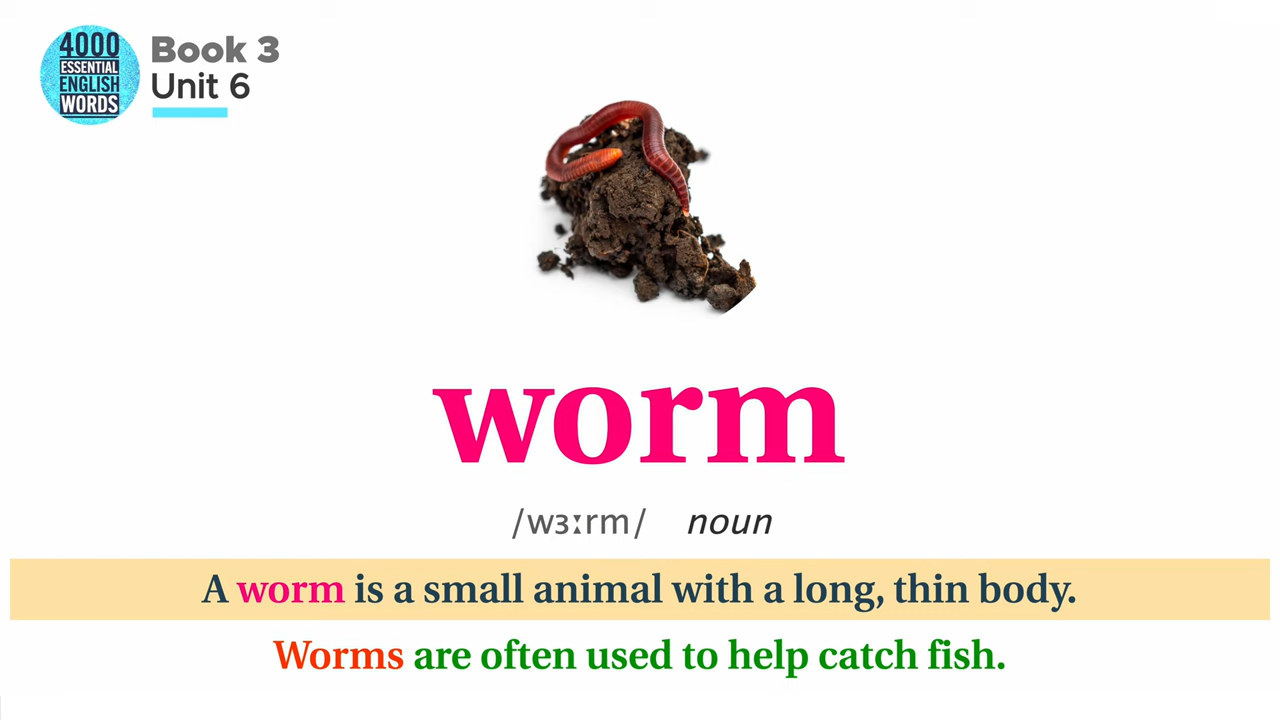 4000
ESSENTIAL
ENGLISH
WORDS
Book 3
Unit 6
worm
/wɜːrm/ noun
A worm is a small animal with a long, thin body.
Worms are often used to help catch fish.